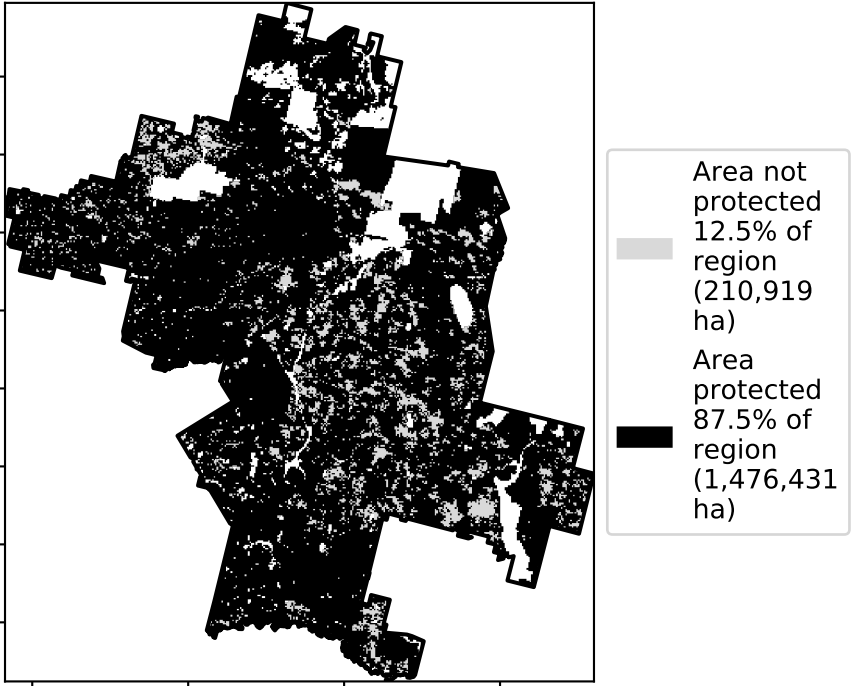 Area not
protected
12.5% of
region
(210,919
ha)
Area
protected
87.5% of
region
(1,476,431
ha)